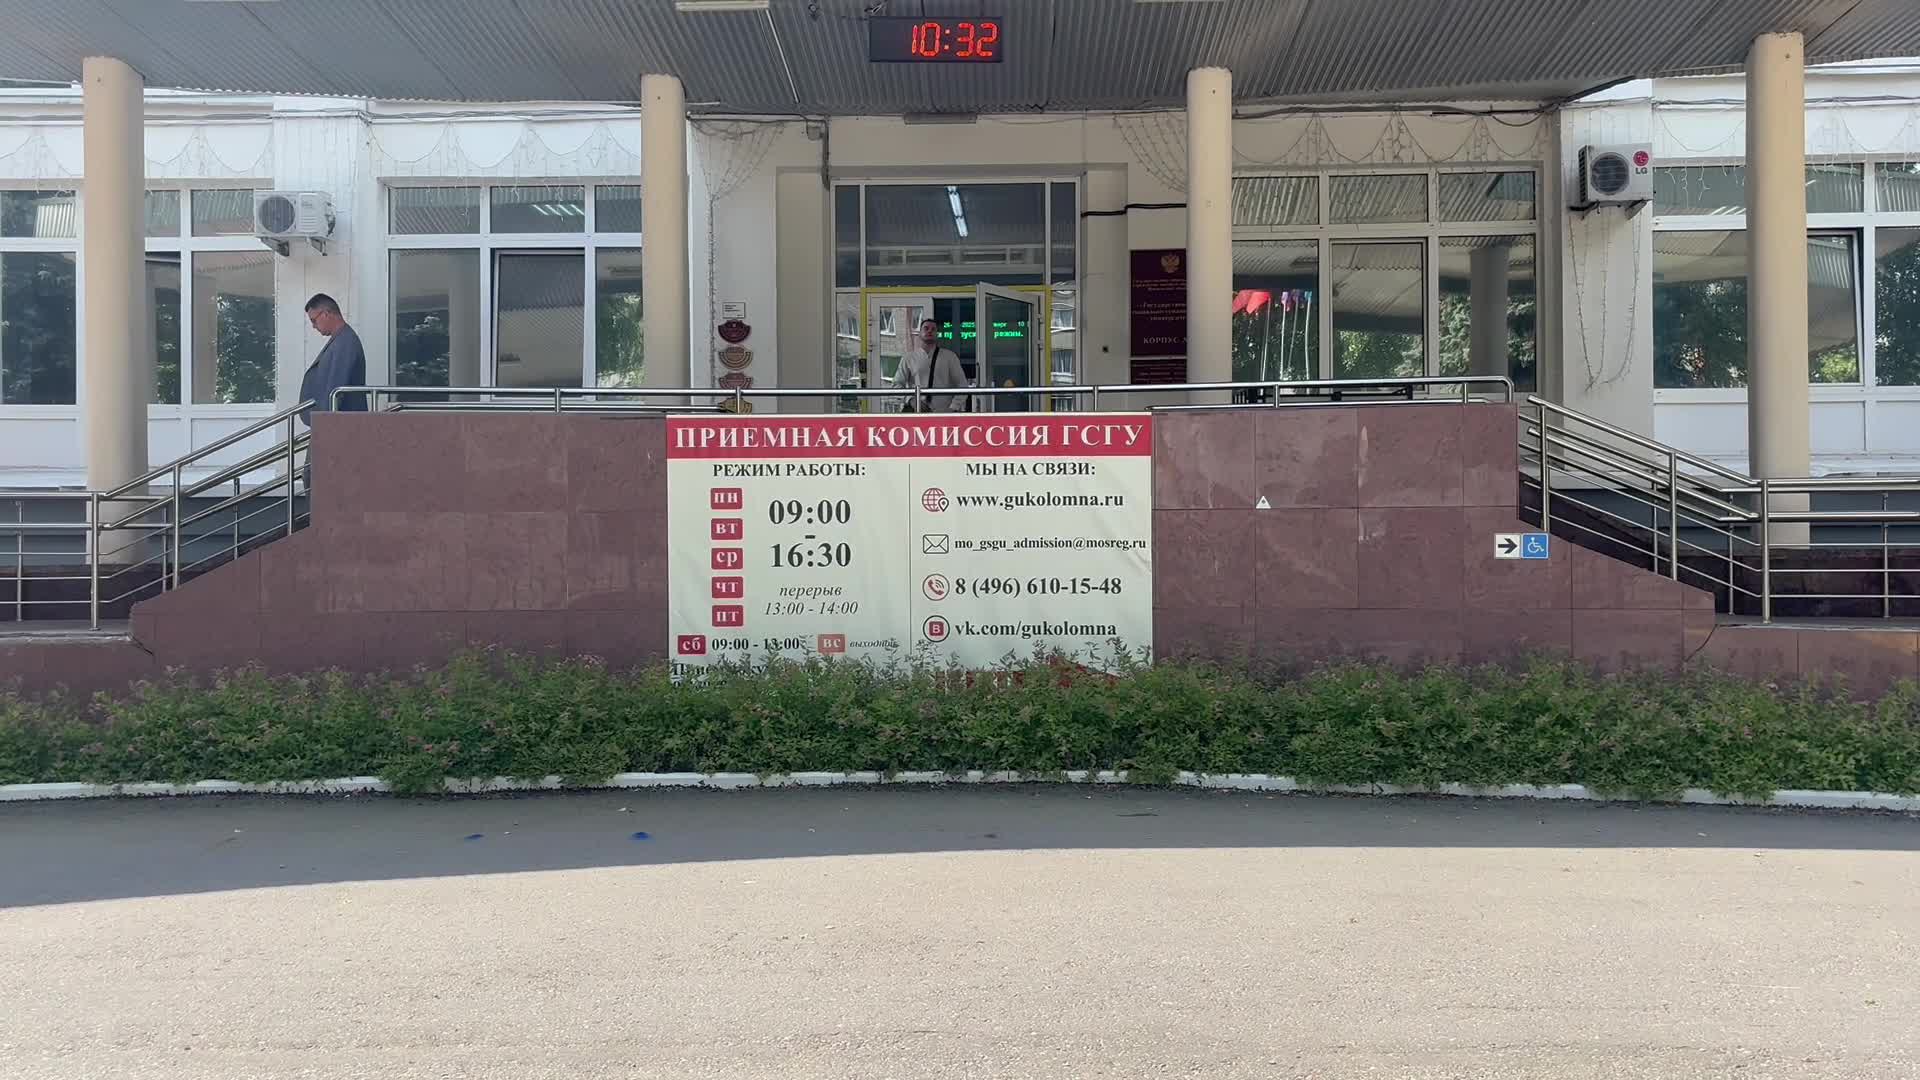 10:32
LG
КОРПУС А
ПРИЕМНАЯ КОМИССИЯ ГСГУ
РЕЖИМ РАБОТЫ:
пн
вт
ср
чт
пт
09:00
-
16:30
перерыв
13:00 - 14:00
сб 09:00 - 13:00 вс выходной
МЫ НА СВЯЗИ:
www.gukolomna.ru
mo_gsgu_admission@mosreg.ru
8 (496) 610-15-48
vk.com/gukolomna